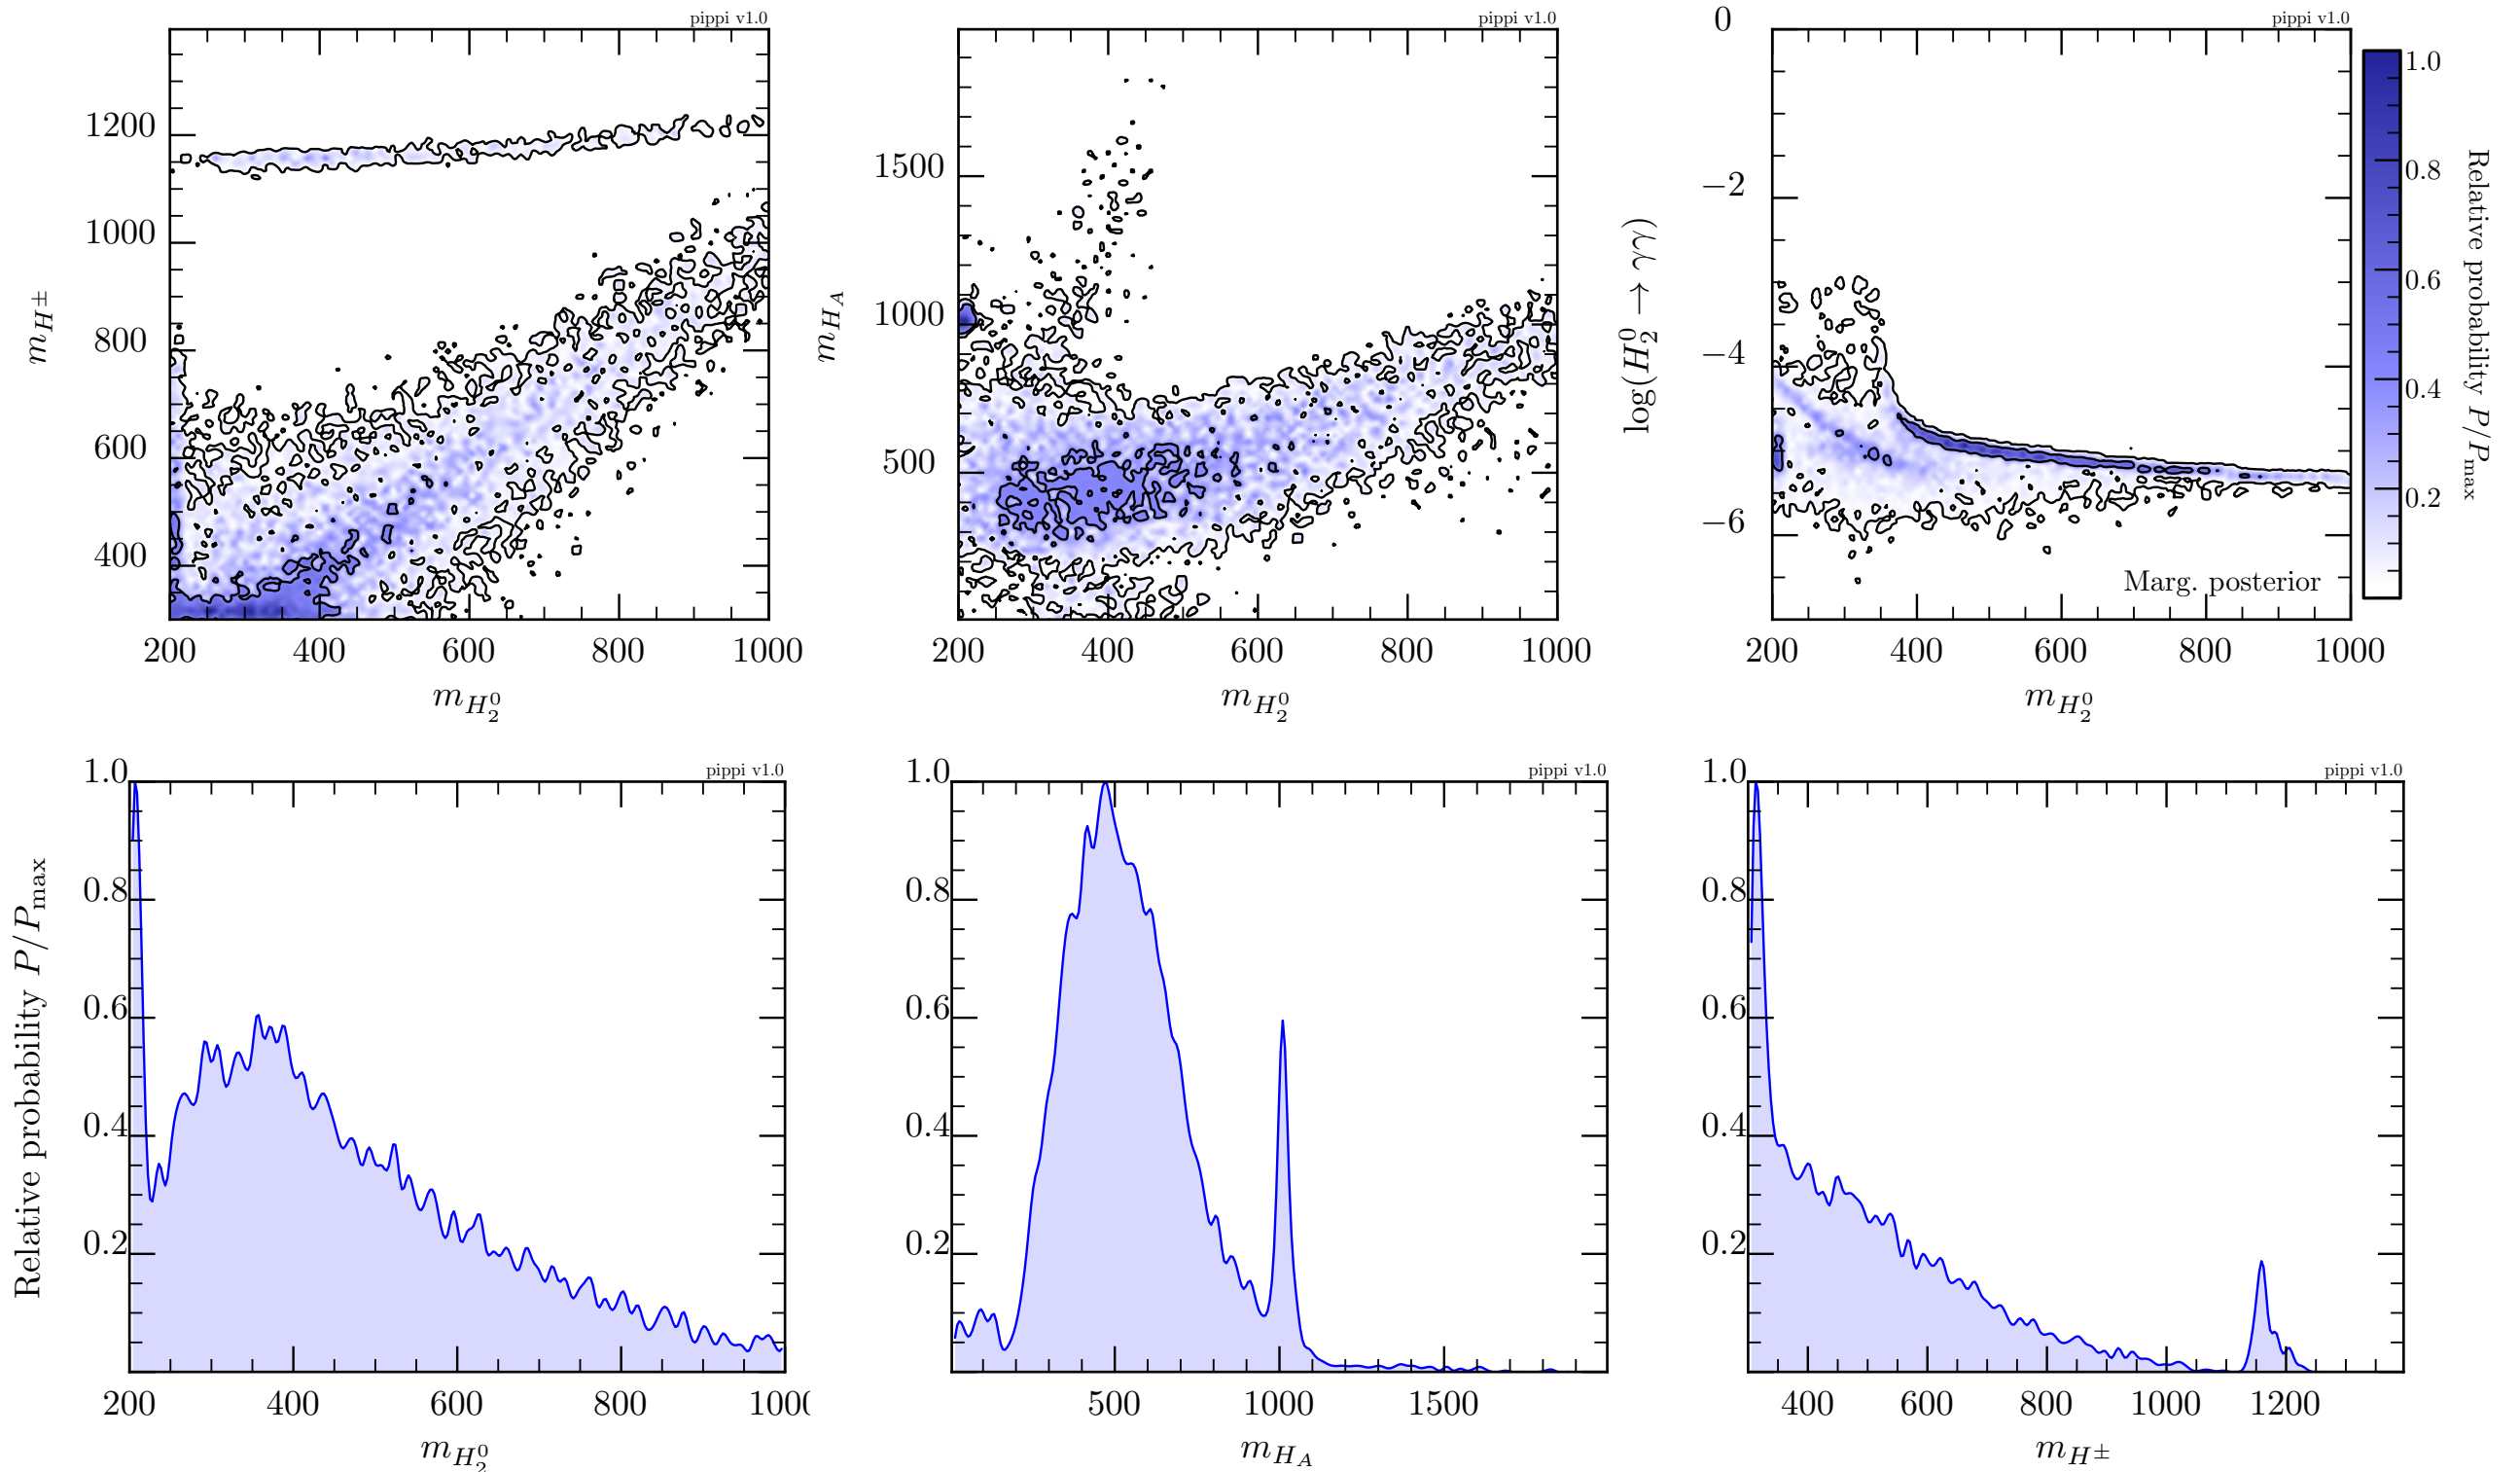 pippi v1.0
1200
1000
800
600
400
200 400 600 800 1000
m_{H^±}
m_{H_2^0}
pippi v1.0
1500
1000
500
200 400 600 800 1000
m_{H_A}
m_{H_2^0}
pippi v1.0
0
−2
−4
−6
200 400 600 800 1000
log(H_2^0 → γγ)
m_{H_2^0}
Marg. posterior
1.0
0.8
0.6
0.4
0.2
Relative probability P/P_max
pippi v1.0
1.0
0.8
0.6
0.4
0.2
200 400 600 800 1000
Relative probability P/P_max
m_{H_2^0}
pippi v1.0
1.0
0.8
0.6
0.4
0.2
500 1000 1500
m_{H_A}
pippi v1.0
1.0
0.8
0.6
0.4
0.2
400 600 800 1000 1200
m_{H^±}